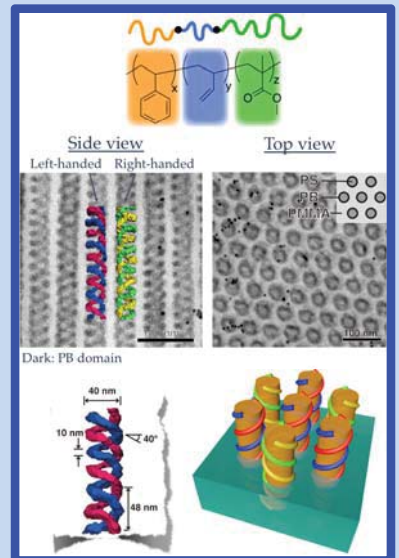 x
y
z
O
O
Side view
Top view
Left-handed
Right-handed
PS
PB
PMMA
100 nm
Dark: PB domain
40 nm
10 nm
40°
48 nm